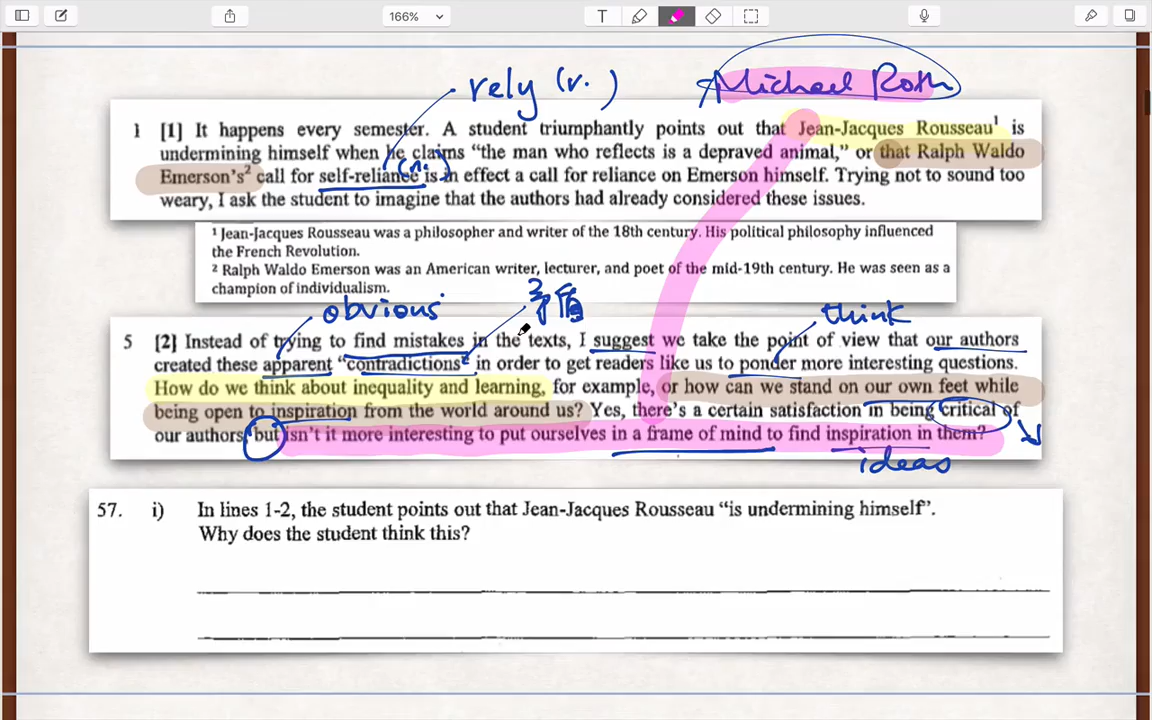 166%
rely (v.)
Michael Roth
1 [1] It happens every semester. A student triumphantly points out that Jean-Jacques Rousseau¹ is
undermining himself when he claims “the man who reflects is a depraved animal,” or that Ralph Waldo
Emerson’s² call for self-reliance is in effect a call for reliance on Emerson himself. Trying not to sound too
(n.)
weary, I ask the student to imagine that the authors had already considered these issues.
¹ Jean-Jacques Rousseau was a philosopher and writer of the 18th century. His political philosophy influenced
the French Revolution.
² Ralph Waldo Emerson was an American writer, lecturer, and poet of the mid-19th century. He was seen as a
champion of individualism.
obvious
矛盾
think
5 [2] Instead of trying to find mistakes in the texts, I suggest we take the point of view that our authors
created these apparent “contradictions” in order to get readers like us to ponder more interesting questions.
How do we think about inequality and learning, for example, or how can we stand on our own feet while
being open to inspiration from the world around us? Yes, there’s a certain satisfaction in being critical of
our authors, but isn’t it more interesting to put ourselves in a frame of mind to find inspiration in them?
ideas
57. i) In lines 1-2, the student points out that Jean-Jacques Rousseau “is undermining himself”.
Why does the student think this?